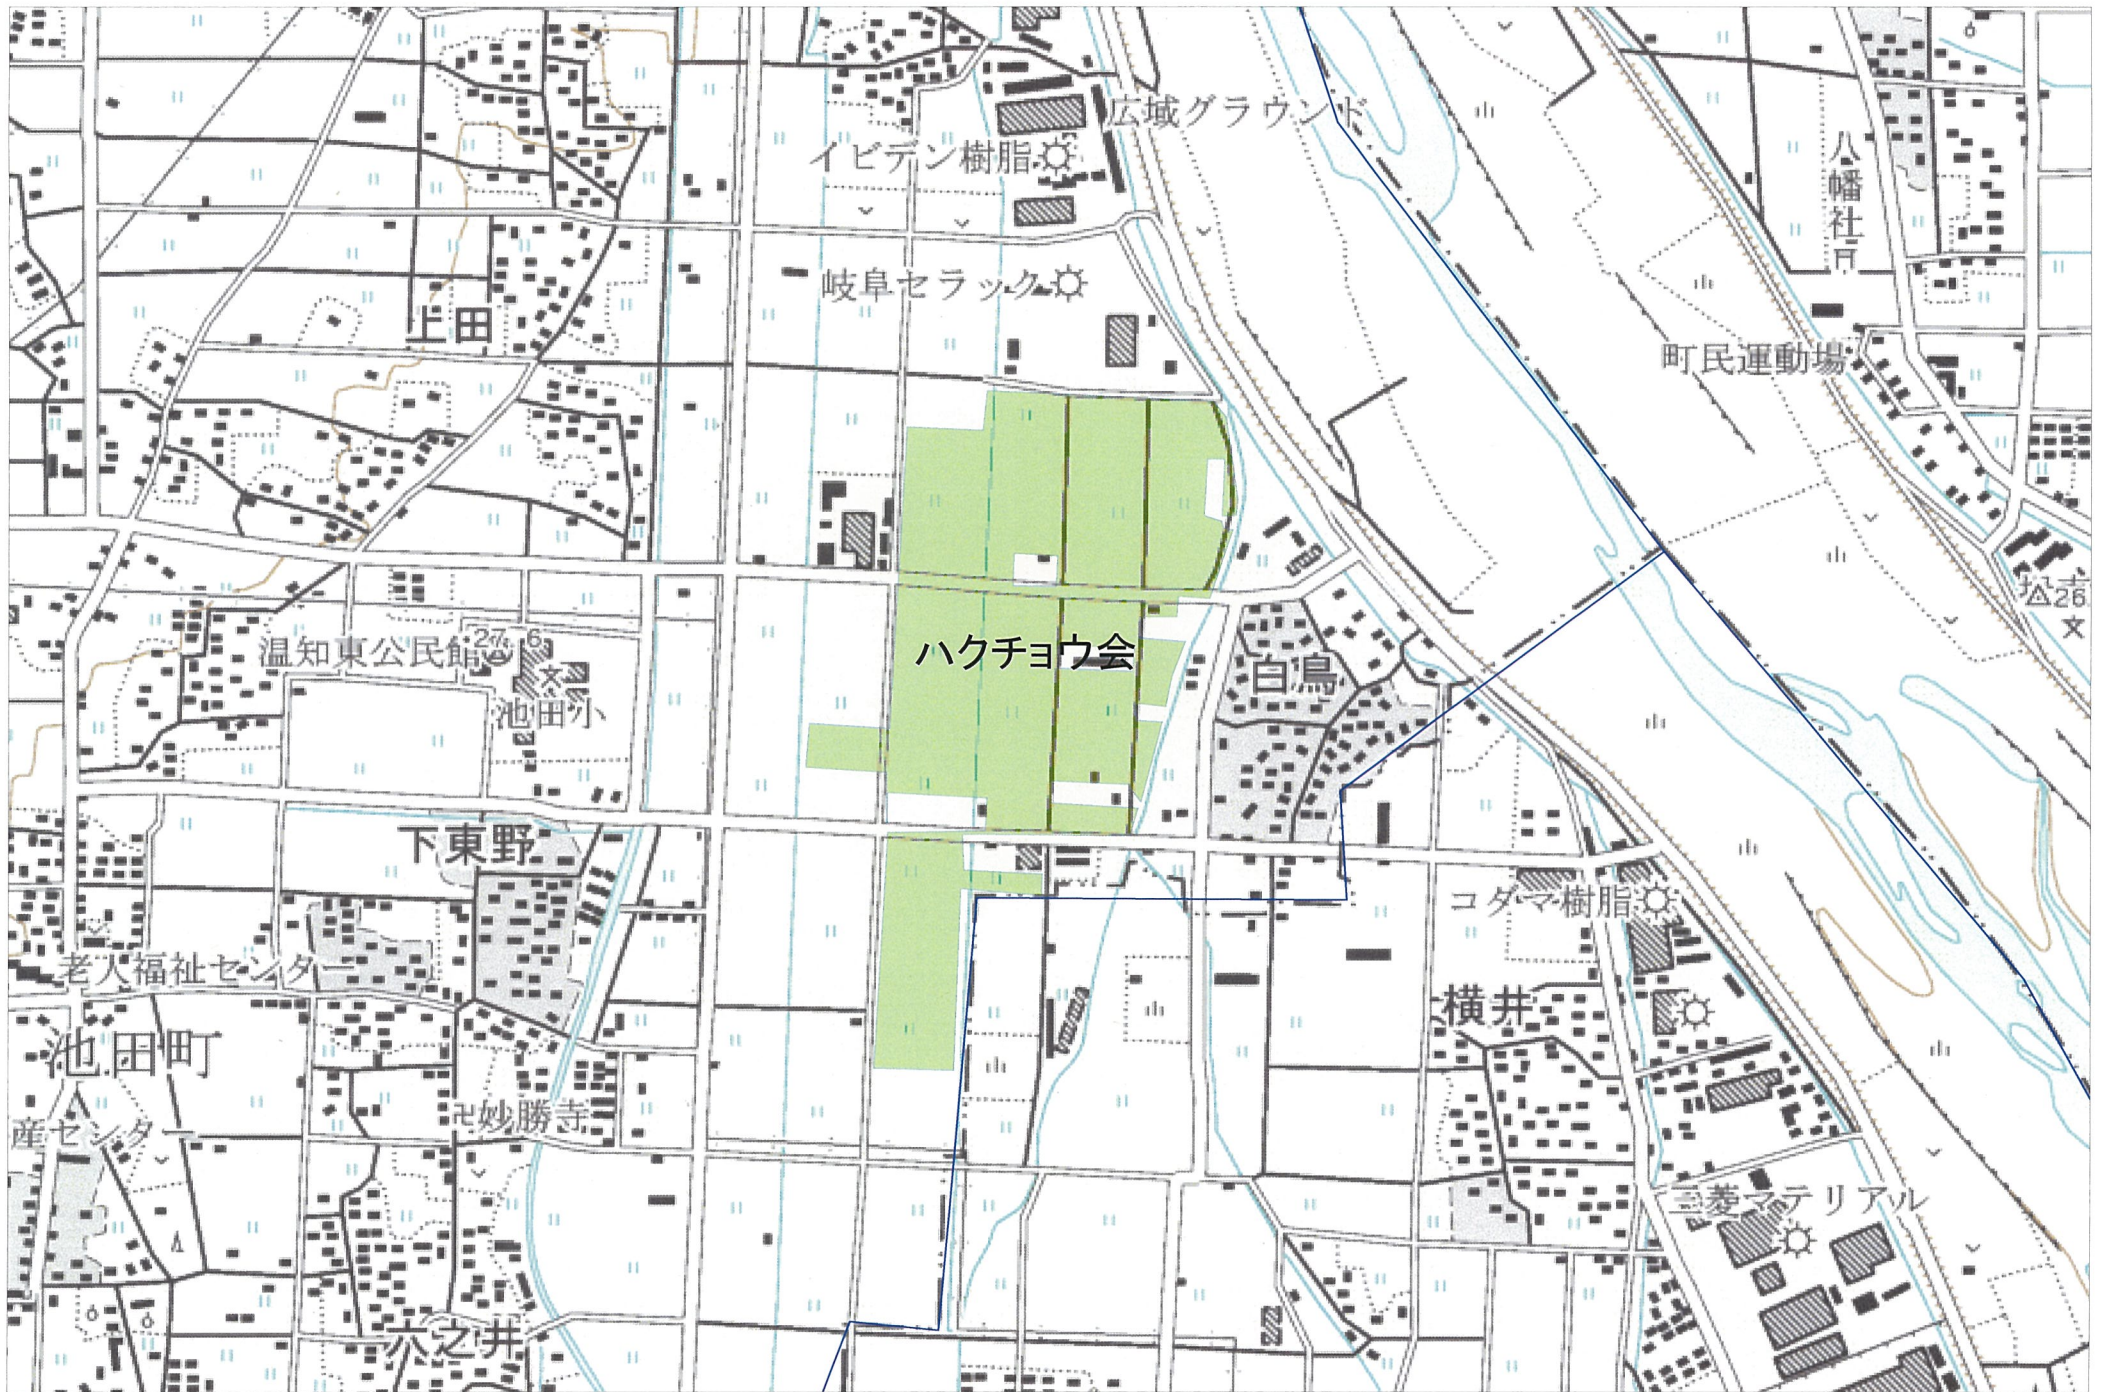 広域グラウンド
イビデン樹脂
八幡社
岐阜セラック
上田
町民運動場
26
温知東公民館
27.6
文
ハクチョウ会
白鳥
文
池田小
下東野
コダマ樹脂
老人福祉センター
横井
池田町
妙勝寺
産センター
三菱マテリアル
六之井